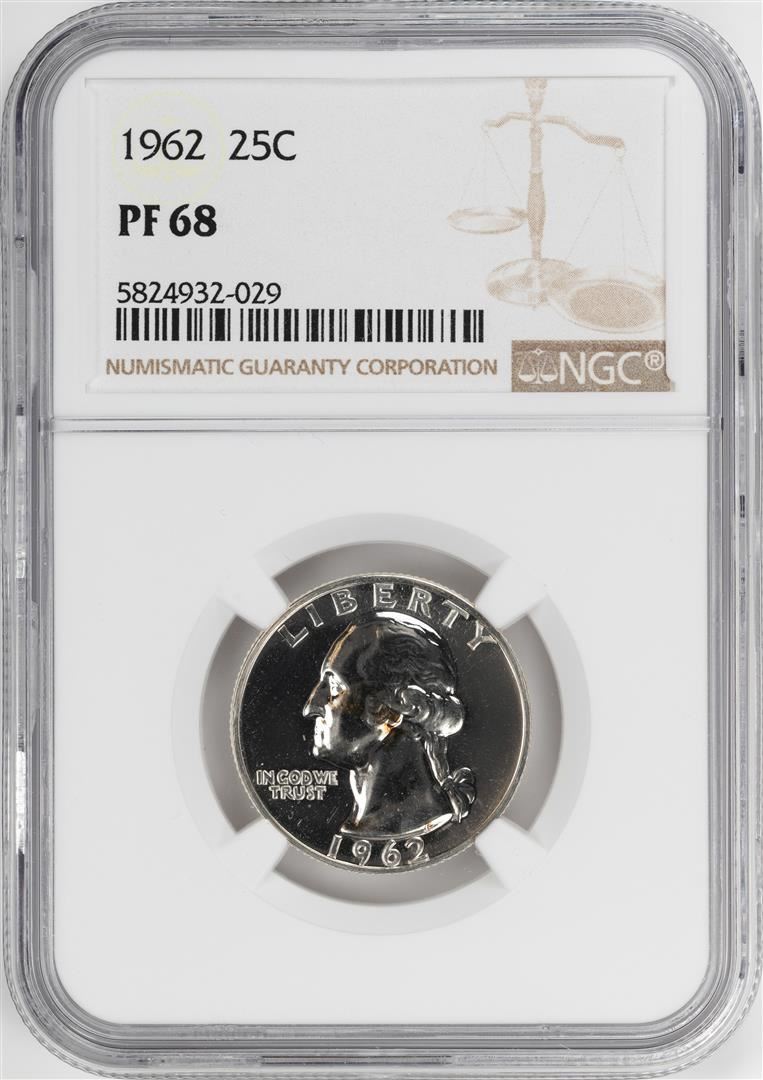 1962 25C
PF 68
5824932-029
NUMISMATIC GUARANTY CORPORATION
NGC®
LIBERTY
IN GOD WE
TRUST
1962